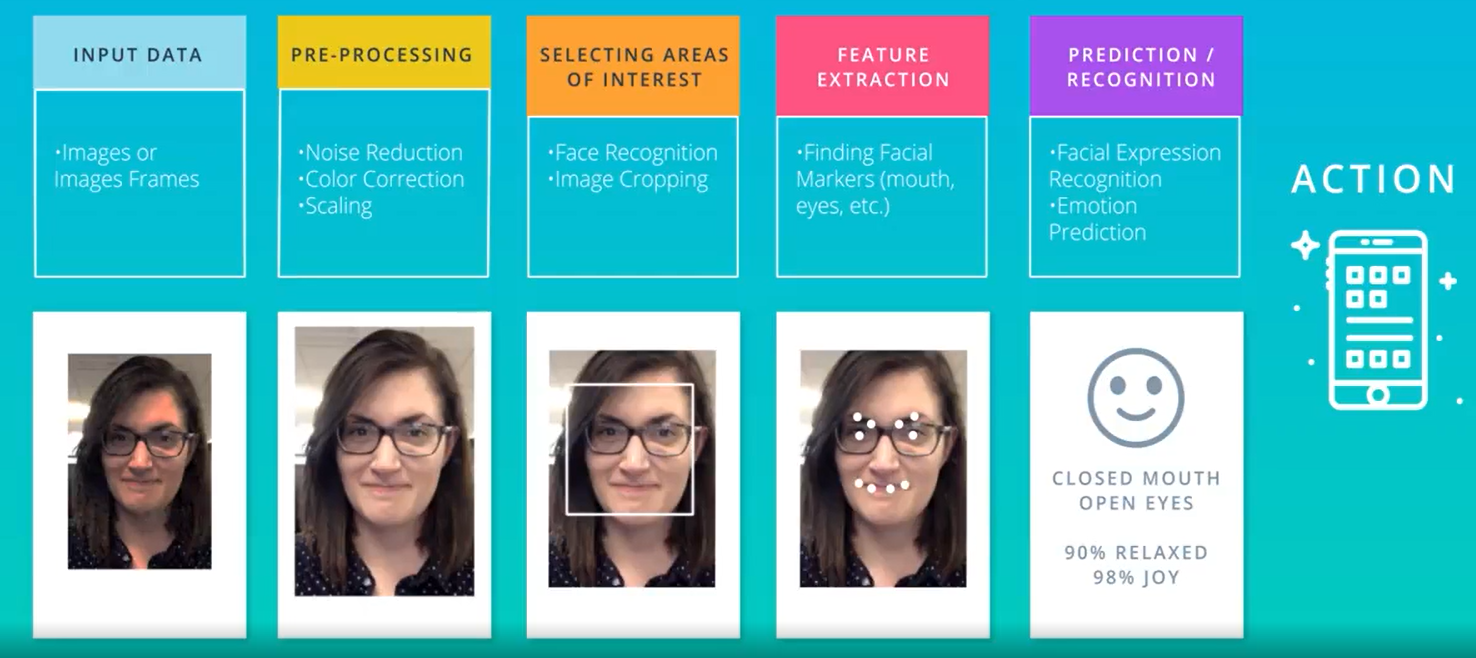 INPUT DATA
•Images or
Images Frames
PRE-PROCESSING
•Noise Reduction
•Color Correction
•Scaling
SELECTING AREAS
OF INTEREST
•Face Recognition
•Image Cropping
FEATURE
EXTRACTION
•Finding Facial
Markers (mouth,
eyes, etc.)
PREDICTION /
RECOGNITION
•Facial Expression
Recognition
•Emotion
Prediction
ACTION
CLOSED MOUTH
OPEN EYES
90% RELAXED
98% JOY